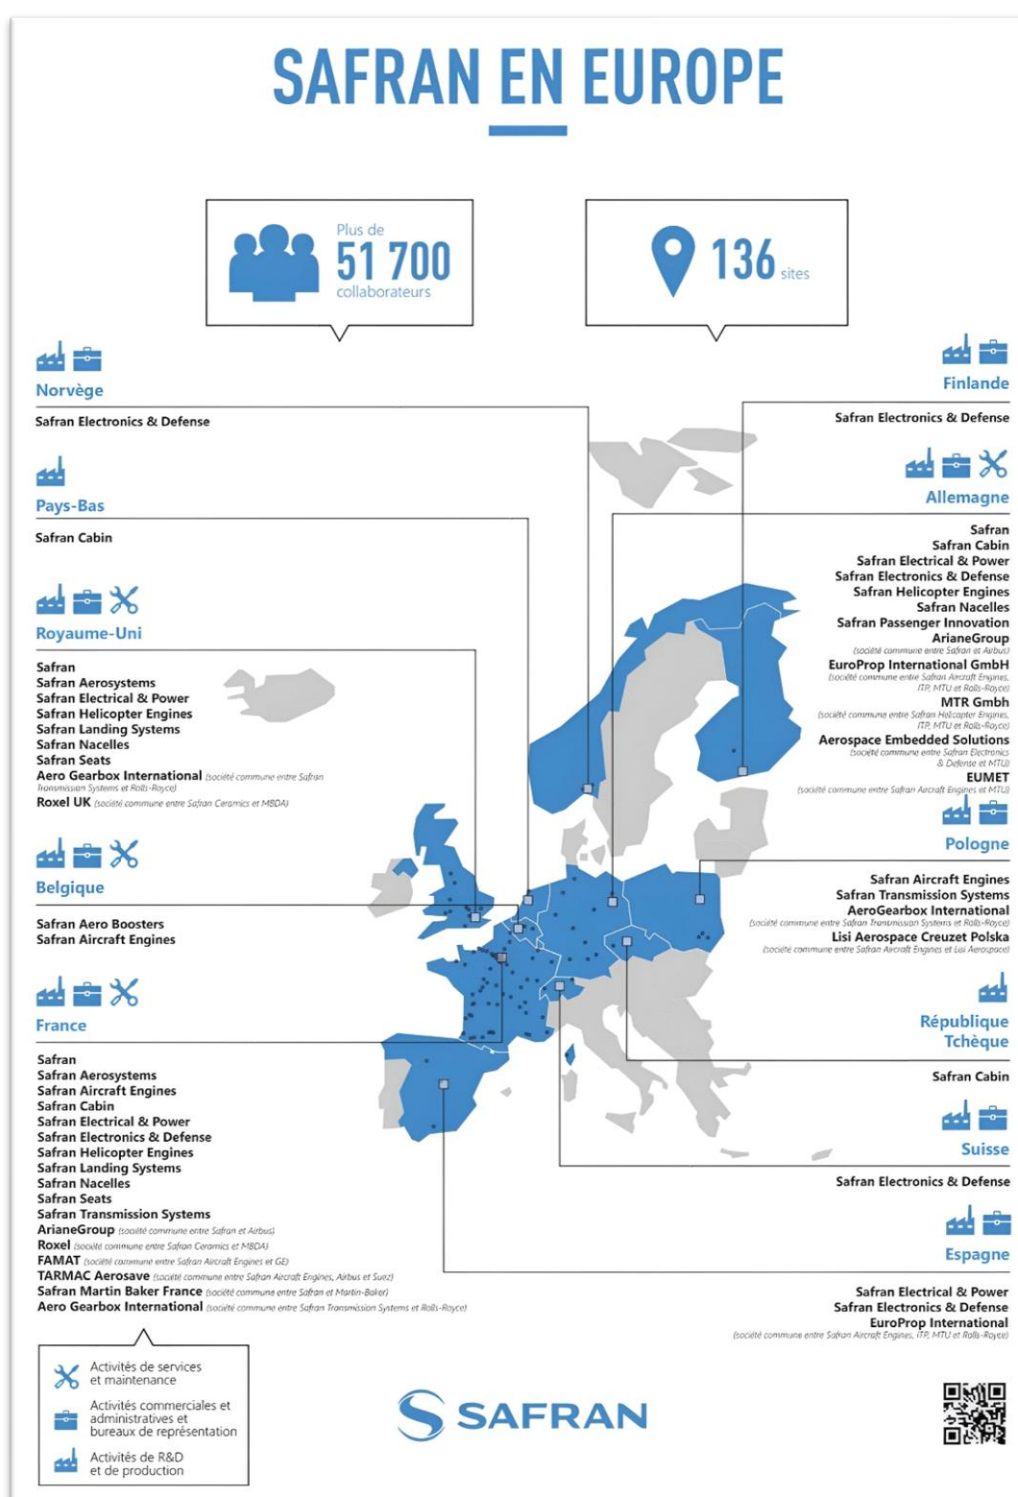 SAFRAN EN EUROPE
Plus de
51 700
collaborateurs
136 sites
Norvège
Safran Electronics & Defense
Pays-Bas
Safran Cabin
Royaume-Uni
Safran
Safran Aerosystems
Safran Electrical & Power
Safran Helicopter Engines
Safran Landing Systems
Safran Nacelles
Safran Seats
Aero Gearbox International (société commune entre Safran
Transmission Systems et Rolls-Royce)
Roxel UK (société commune entre Safran Ceramics et MBDA)
Belgique
Safran Aero Boosters
Safran Aircraft Engines
France
Safran
Safran Aerosystems
Safran Aircraft Engines
Safran Cabin
Safran Electrical & Power
Safran Electronics & Defense
Safran Helicopter Engines
Safran Landing Systems
Safran Nacelles
Safran Seats
Safran Transmission Systems
ArianeGroup (société commune entre Safran et Airbus)
Roxel (société commune entre Safran Ceramics et MBDA)
FAMAT (société commune entre Safran Aircraft Engines et GE)
TARMAC Aerosave (société commune entre Safran Aircraft Engines, Airbus et Suez)
Safran Martin Baker France (société commune entre Safran et Martin-Baker)
Aero Gearbox International (société commune entre Safran Transmission Systems et Rolls-Royce)
Finlande
Safran Electronics & Defense
Allemagne
Safran
Safran Cabin
Safran Electrical & Power
Safran Electronics & Defense
Safran Helicopter Engines
Safran Nacelles
Safran Passenger Innovation
ArianeGroup
(société commune entre Safran et Airbus)
EuroProp International GmbH
(société commune entre Safran Aircraft Engines,
ITP, MTU et Rolls-Royce)
MTR Gmbh
(société commune entre Safran Helicopter Engines,
ITP, MTU et Rolls-Royce)
Aerospace Embedded Solutions
(société commune entre Safran Electronics
& Defense et MTU)
EUMET
(société commune entre Safran Aircraft Engines et MTU)
Pologne
Safran Aircraft Engines
Safran Transmission Systems
AeroGearbox International
(société commune entre Safran Transmission Systems et Rolls-Royce)
Lisi Aerospace Creuzet Polska
(société commune entre Safran Aircraft Engines et Lisi Aerospace)
République
Tchèque
Safran Cabin
Suisse
Safran Electronics & Defense
Espagne
Safran Electrical & Power
Safran Electronics & Defense
EuroProp International
(société commune entre Safran Aircraft Engines, ITP, MTU et Rolls-Royce)
Activités de services
et maintenance
Activités commerciales et
administratives et
bureaux de représentation
Activités de R&D
et de production
SAFRAN